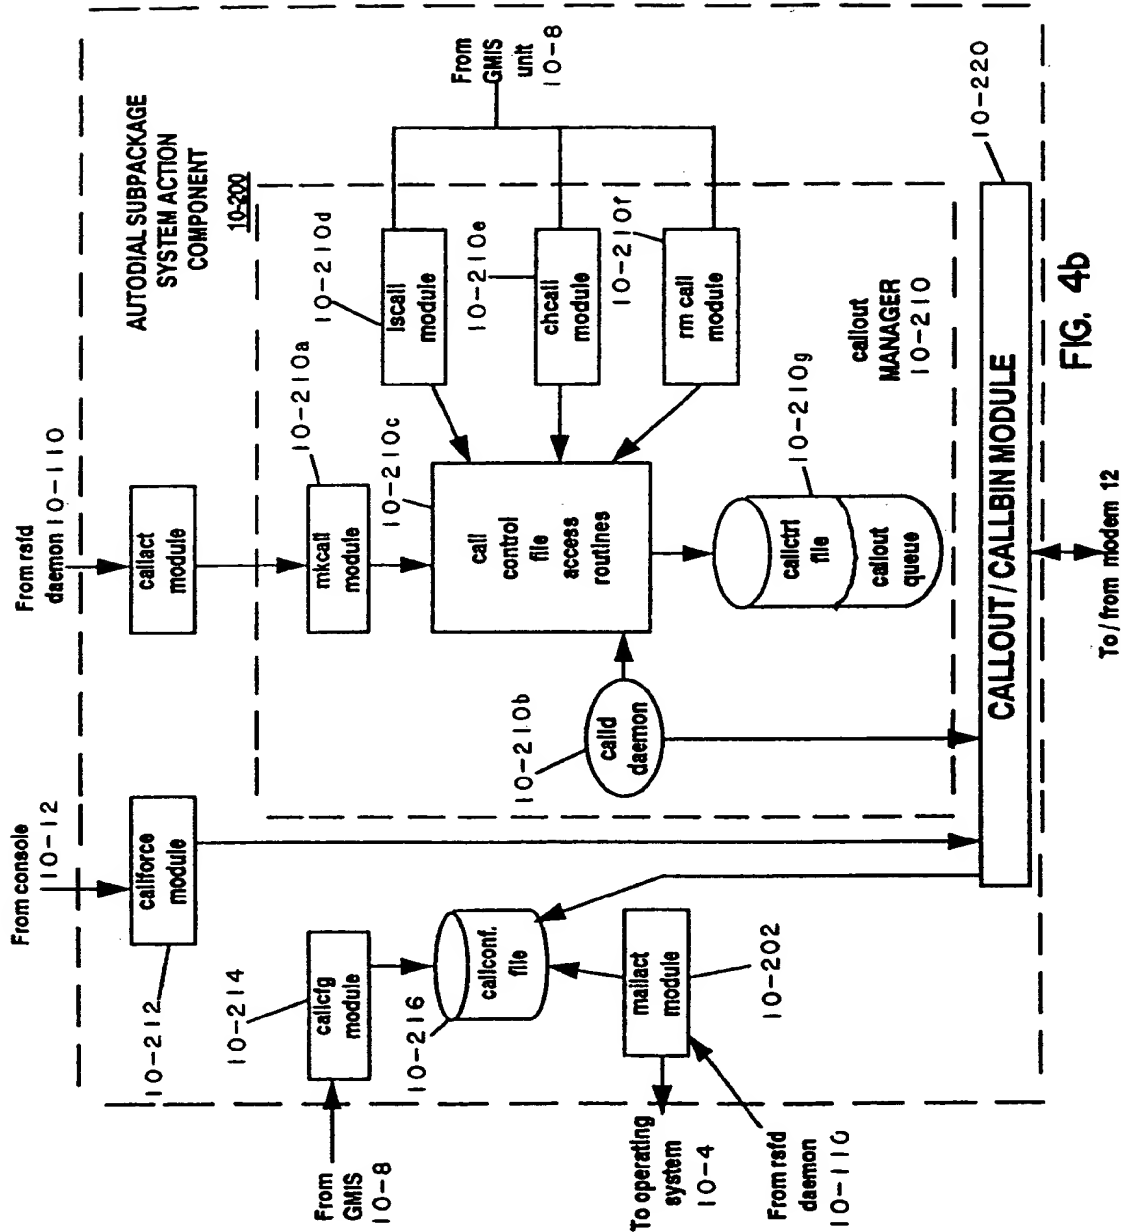 From console
10-12
From rsfd
daemon 10-110
AUTODIAL SUBPACKAGE
SYSTEM ACTION
COMPONENT
10-200
callforce
module
10-212
callact
module
From
GMIS
10-8
callcfg
module
10-214
mkcall
module
10-210a
lscall
module
10-210d
From
GMIS
unit
10-8
callconf.
file
10-216
call
control
file
access
routines
10-210c
chcall
module
10-210e
calld
daemon
10-210b
mailact
module
10-202
rm call
module
10-210f
To operating
system
10-4
From rsfd
daemon
10-110
callctrl file
callout
queue
10-210g
callout
MANAGER
10-210
CALLOUT / CALLBIN MODULE
10-220
To / from modem 12
FIG. 4b